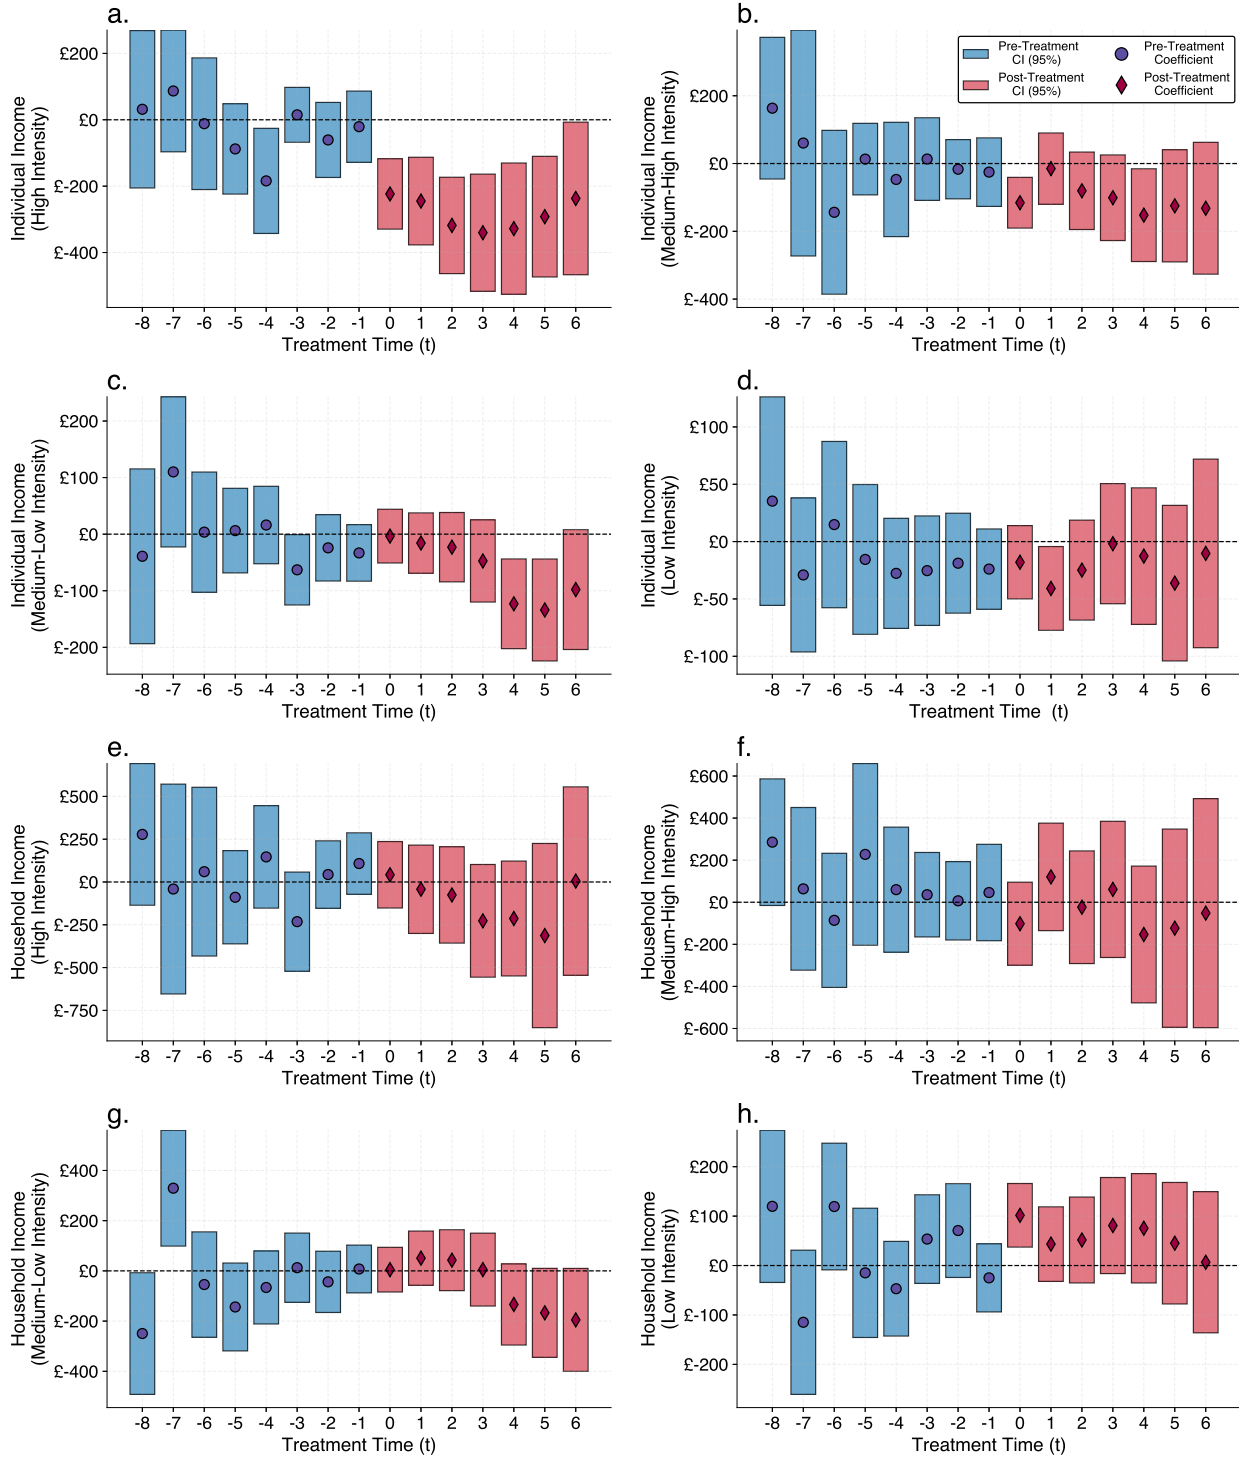 a.
£200
£0
£-200
£-400
Individual Income
(High Intensity)
-8 -7 -6 -5 -4 -3 -2 -1 0 1 2 3 4 5 6
Treatment Time (t)
b.
Pre-Treatment
CI (95%)
Pre-Treatment
Coefficient
Post-Treatment
CI (95%)
Post-Treatment
Coefficient
£200
£0
£-200
£-400
Individual Income
(Medium-High Intensity)
-8 -7 -6 -5 -4 -3 -2 -1 0 1 2 3 4 5 6
Treatment Time (t)
c.
£200
£100
£0
£-100
£-200
Individual Income
(Medium-Low Intensity)
-8 -7 -6 -5 -4 -3 -2 -1 0 1 2 3 4 5 6
Treatment Time (t)
d.
£100
£50
£0
£-50
£-100
Individual Income
(Low Intensity)
-8 -7 -6 -5 -4 -3 -2 -1 0 1 2 3 4 5 6
Treatment Time (t)
e.
£500
£250
£0
£-250
£-500
£-750
Household Income
(High Intensity)
-8 -7 -6 -5 -4 -3 -2 -1 0 1 2 3 4 5 6
Treatment Time (t)
f.
£600
£400
£200
£0
£-200
£-400
£-600
Household Income
(Medium-High Intensity)
-8 -7 -6 -5 -4 -3 -2 -1 0 1 2 3 4 5 6
Treatment Time (t)
g.
£400
£200
£0
£-200
£-400
Household Income
(Medium-Low Intensity)
-8 -7 -6 -5 -4 -3 -2 -1 0 1 2 3 4 5 6
Treatment Time (t)
h.
£200
£100
£0
£-100
£-200
Household Income
(Low Intensity)
-8 -7 -6 -5 -4 -3 -2 -1 0 1 2 3 4 5 6
Treatment Time (t)